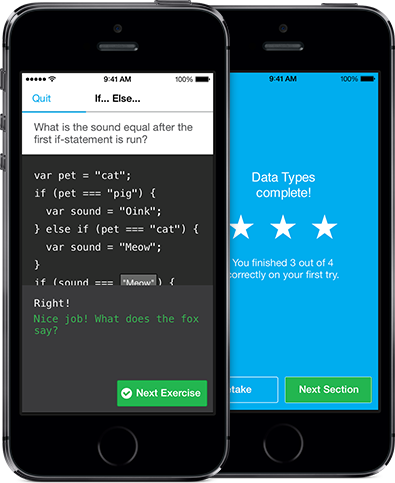 9:41 AM 100%
Quit If... Else...
What is the sound equal after the
first if-statement is run?
var pet = "cat";
if (pet === "pig") {
var sound = "Oink";
} else if (pet === "cat") {
var sound = "Meow";
}
if (sound === "Meow") {
Right!
Nice job! What does the fox
say?
Next Exercise
9:41 AM 100%
Data Types
complete!
You finished 3 out of 4
correctly on your first try.
Next Section